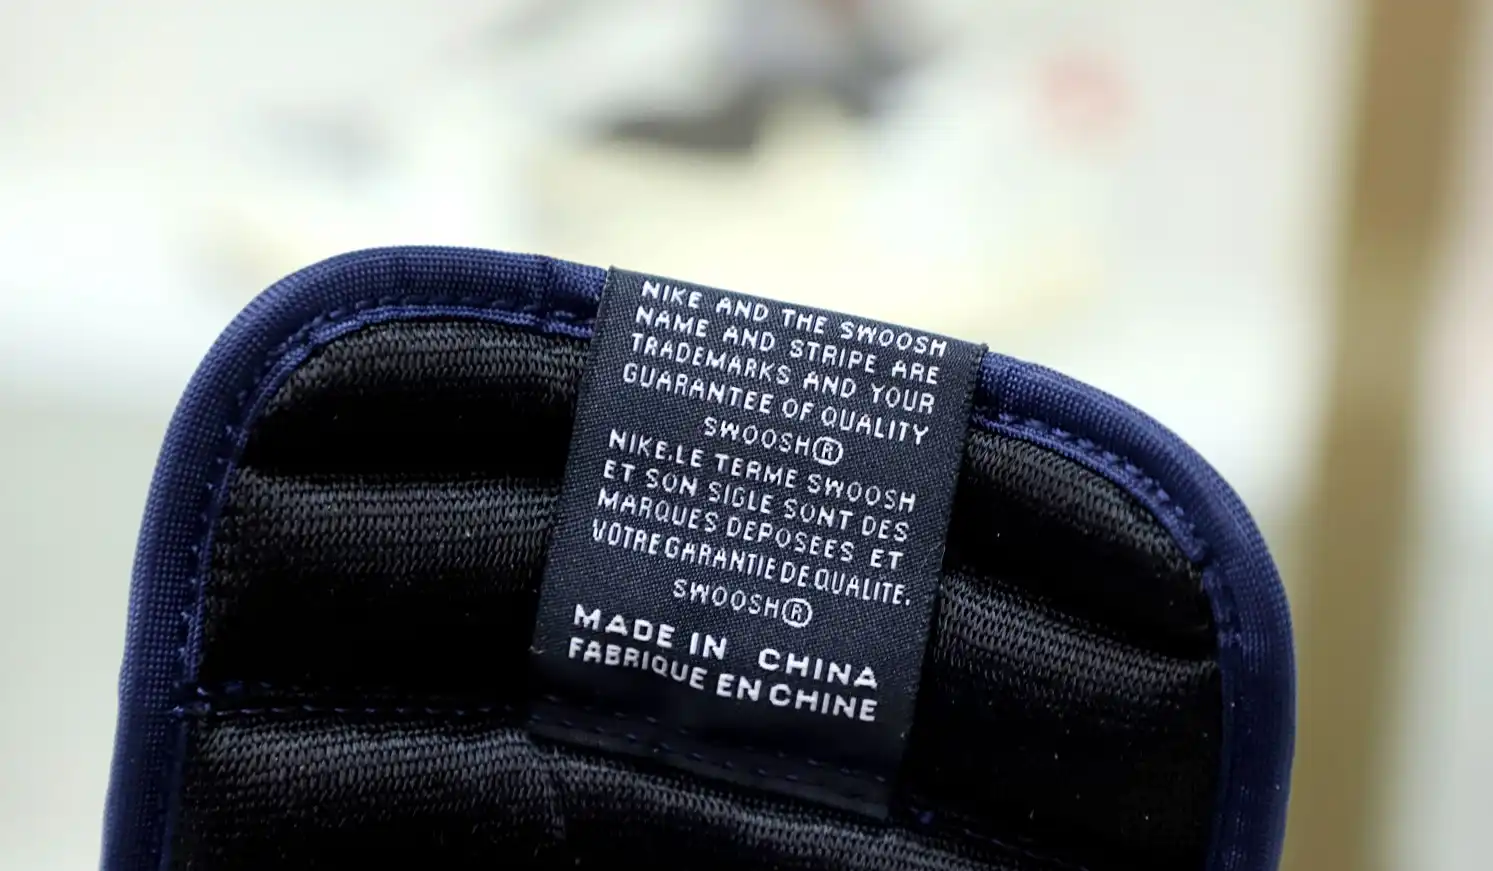 NIKE AND THE SWOOSH
NAME AND STRIPE ARE
TRADEMARKS AND YOUR
GUARANTEE OF QUALITY
SWOOSH®
NIKE.LE TERME SWOOSH
ET SON SIGLE SONT DES
MARQUES DEPOSEES ET
VOTRE GARANTIE DE QUALITE.
SWOOSH®
MADE IN CHINA
FABRIQUE EN CHINE